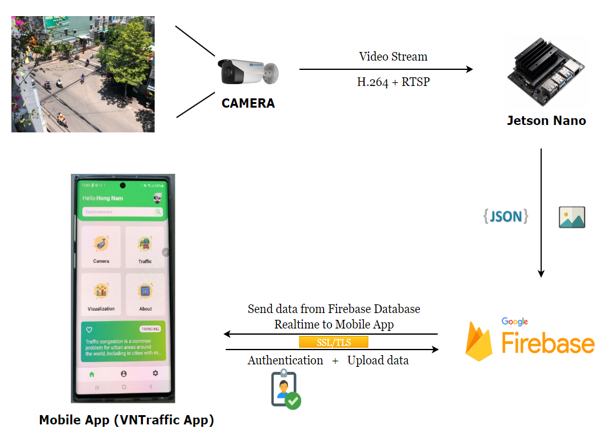 Video Stream
CAMERA
H.264 + RTSP
Jetson Nano
{JSON}
Hello Hong Nam
Camera
Traffic
Visualization
About
Traffic congestion is a common
problem for urban areas around
the world, including in cities with m...
Send data from Firebase Database
Realtime to Mobile App
SSL/TLS
Authentication + Upload data
Google
Firebase
Mobile App (VNTraffic App)